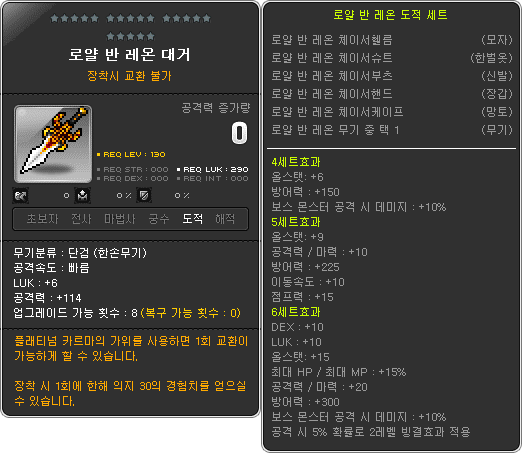 로얄 반 레온 대거
장착시 교환 불가
공격력 증가량
0
REQ LEV : 130
REQ STR : 000
REQ LUK : 290
REQ DEX : 000
REQ INT : 000
0
0 %
0 %
초보자 전사 마법사 궁수 도적 해적
무기분류 : 단검 (한손무기)
공격속도 : 빠름
LUK : +6
공격력 : +114
업그레이드 가능 횟수 : 8 (복구 가능 횟수 : 0)
플래티넘 카르마의 가위를 사용하면 1회 교환이
가능하게 할 수 있습니다.
장착 시 1회에 한해 의지 30의 경험치를 얻으실
수 있습니다.
로얄 반 레온 도적 세트
로얄 반 레온 체이서쉘름 (모자)
로얄 반 레온 체이서슈트 (한벌옷)
로얄 반 레온 체이서부츠 (신발)
로얄 반 레온 체이서핸드 (장갑)
로얄 반 레온 체이서케이프 (망토)
로얄 반 레온 무기 중 택 1 (무기)
4세트효과
올스탯: +6
방어력 : +150
보스 몬스터 공격 시 데미지 : +10%
5세트효과
올스탯: +9
공격력 / 마력 : +10
방어력 : +225
이동속도 : +10
점프력 : +15
6세트효과
DEX : +10
LUK : +10
올스탯: +15
최대 HP / 최대 MP : +15%
공격력 / 마력 : +20
방어력 : +300
보스 몬스터 공격 시 데미지 : +10%
공격 시 5% 확률로 2레벨 빙결효과 적용